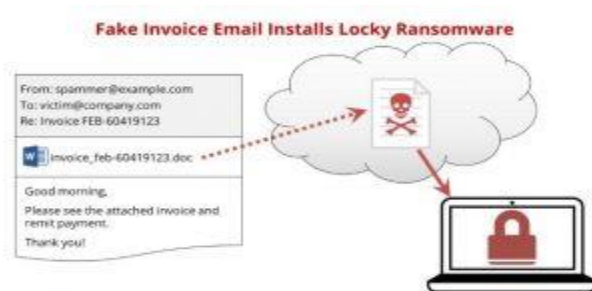 Fake Invoice Email Installs Locky Ransomware
From: spammer@example.com
To: victim@company.com
Re: Invoice FEB-60419123
W
invoice_feb-60419123.doc
Good morning,
Please see the attached invoice and
remit payment.
Thank you!